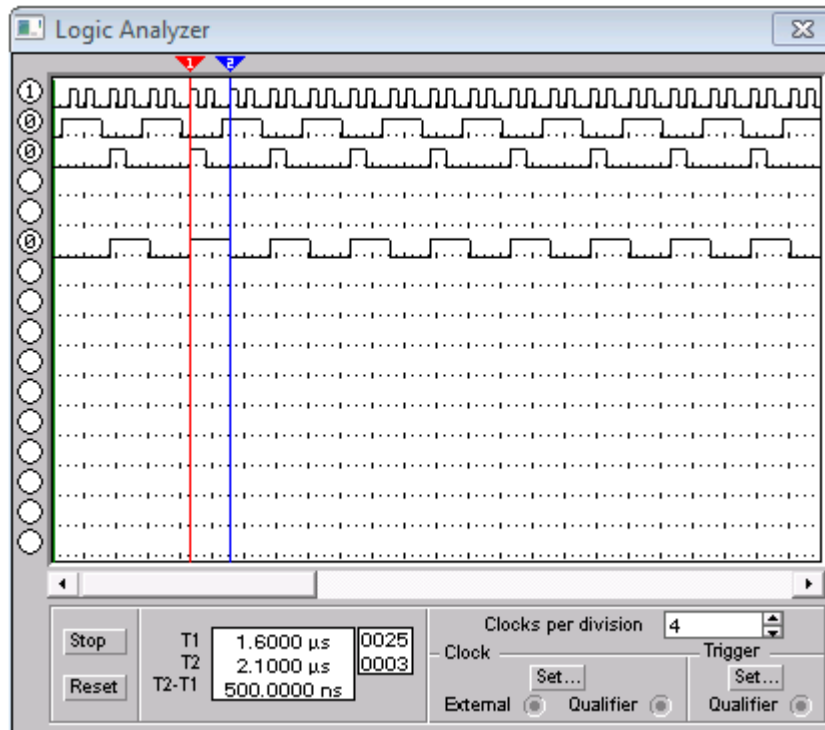 Logic Analyzer
1 2
1
0
0
0
Clocks per division 4
Stop
T1 1.6000 µs 0025
Clock
Trigger
T2 2.1000 µs 0003
Set...
Set...
Reset
T2-T1 500.0000 ns
External
Qualifier
Qualifier